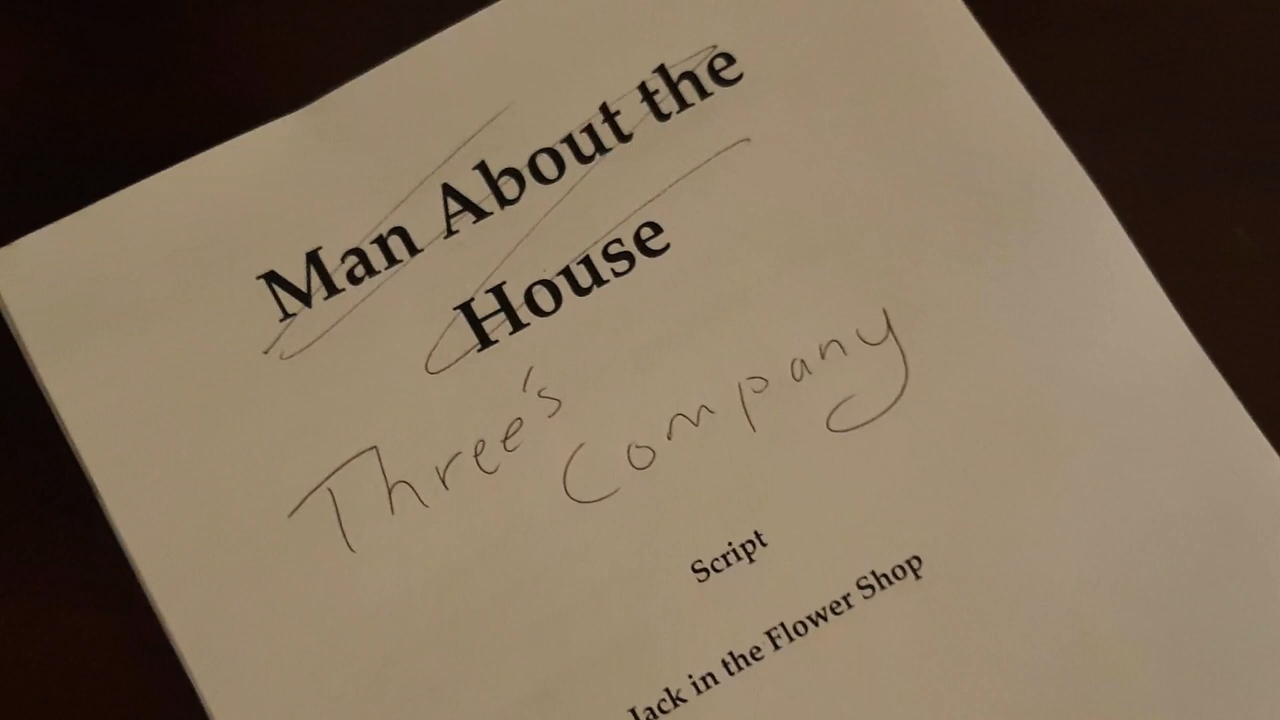 Man About the
House
Three's
Company
Script
Jack in the Flower Shop